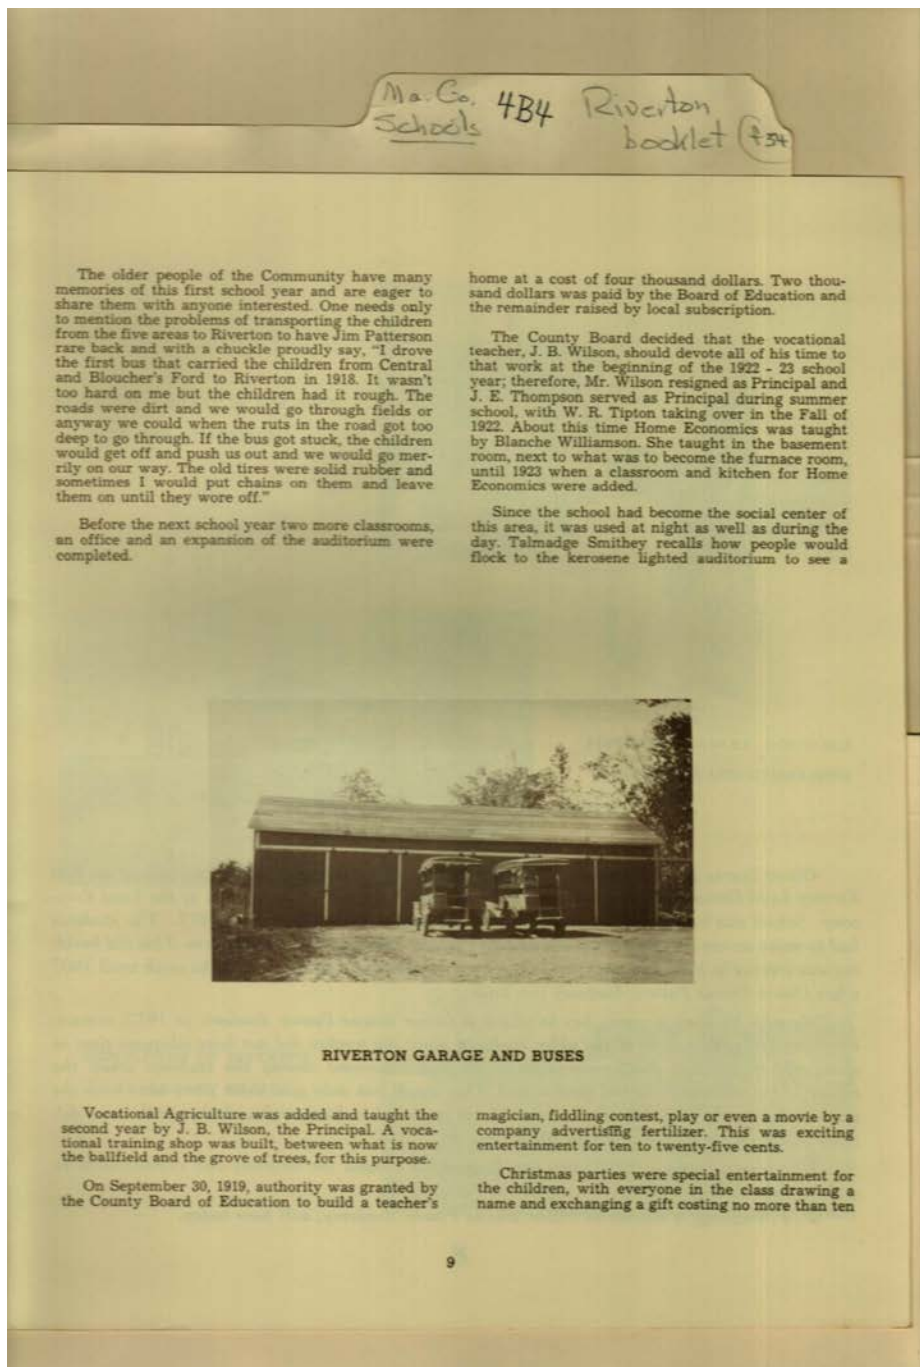 Ma. Co.
Schools
4B4
Riverton
booklet
f54
The older people of the Community have many
memories of this first school year and are eager to
share them with anyone interested. One needs only
to mention the problems of transporting the children
from the five areas to Riverton to have Jim Patterson
rare back and with a chuckle proudly say, "I drove
the first bus that carried the children from Central
and Bloucher's Ford to Riverton in 1918. It wasn't
too hard on me but the children had it rough. The
roads were dirt and we would go through fields or
anyway we could when the ruts in the road got too
deep to go through. If the bus got stuck, the children
would get off and push us out and we would go mer-
rily on our way. The old tires were solid rubber and
sometimes I would put chains on them and leave
them on until they wore off."
Before the next school year two more classrooms,
an office and an expansion of the auditorium were
completed.
Vocational Agriculture was added and taught the
second year by J. B. Wilson, the Principal. A voca-
tional training shop was built, between what is now
the ballfield and the grove of trees, for this purpose.
On September 30, 1919, authority was granted by
the County Board of Education to build a teacher's
home at a cost of four thousand dollars. Two thou-
sand dollars was paid by the Board of Education and
the remainder raised by local subscription.
The County Board decided that the vocational
teacher, J. B. Wilson, should devote all of his time to
that work at the beginning of the 1922 - 23 school
year; therefore, Mr. Wilson resigned as Principal and
J. E. Thompson served as Principal during summer
school, with W. R. Tipton taking over in the Fall of
1922. About this time Home Economics was taught
by Blanche Williamson. She taught in the basement
room, next to what was to become the furnace room,
until 1923 when a classroom and kitchen for Home
Economics were added.
Since the school had become the social center of
this area, it was used at night as well as during the
day. Talmadge Smithey recalls how people would
flock to the kerosene lighted auditorium to see a
magician, fiddling contest, play or even a movie by a
company advertising fertilizer. This was exciting
entertainment for ten to twenty-five cents.
Christmas parties were special entertainment for
the children, with everyone in the class drawing a
name and exchanging a gift costing no more than ten
RIVERTON GARAGE AND BUSES
9